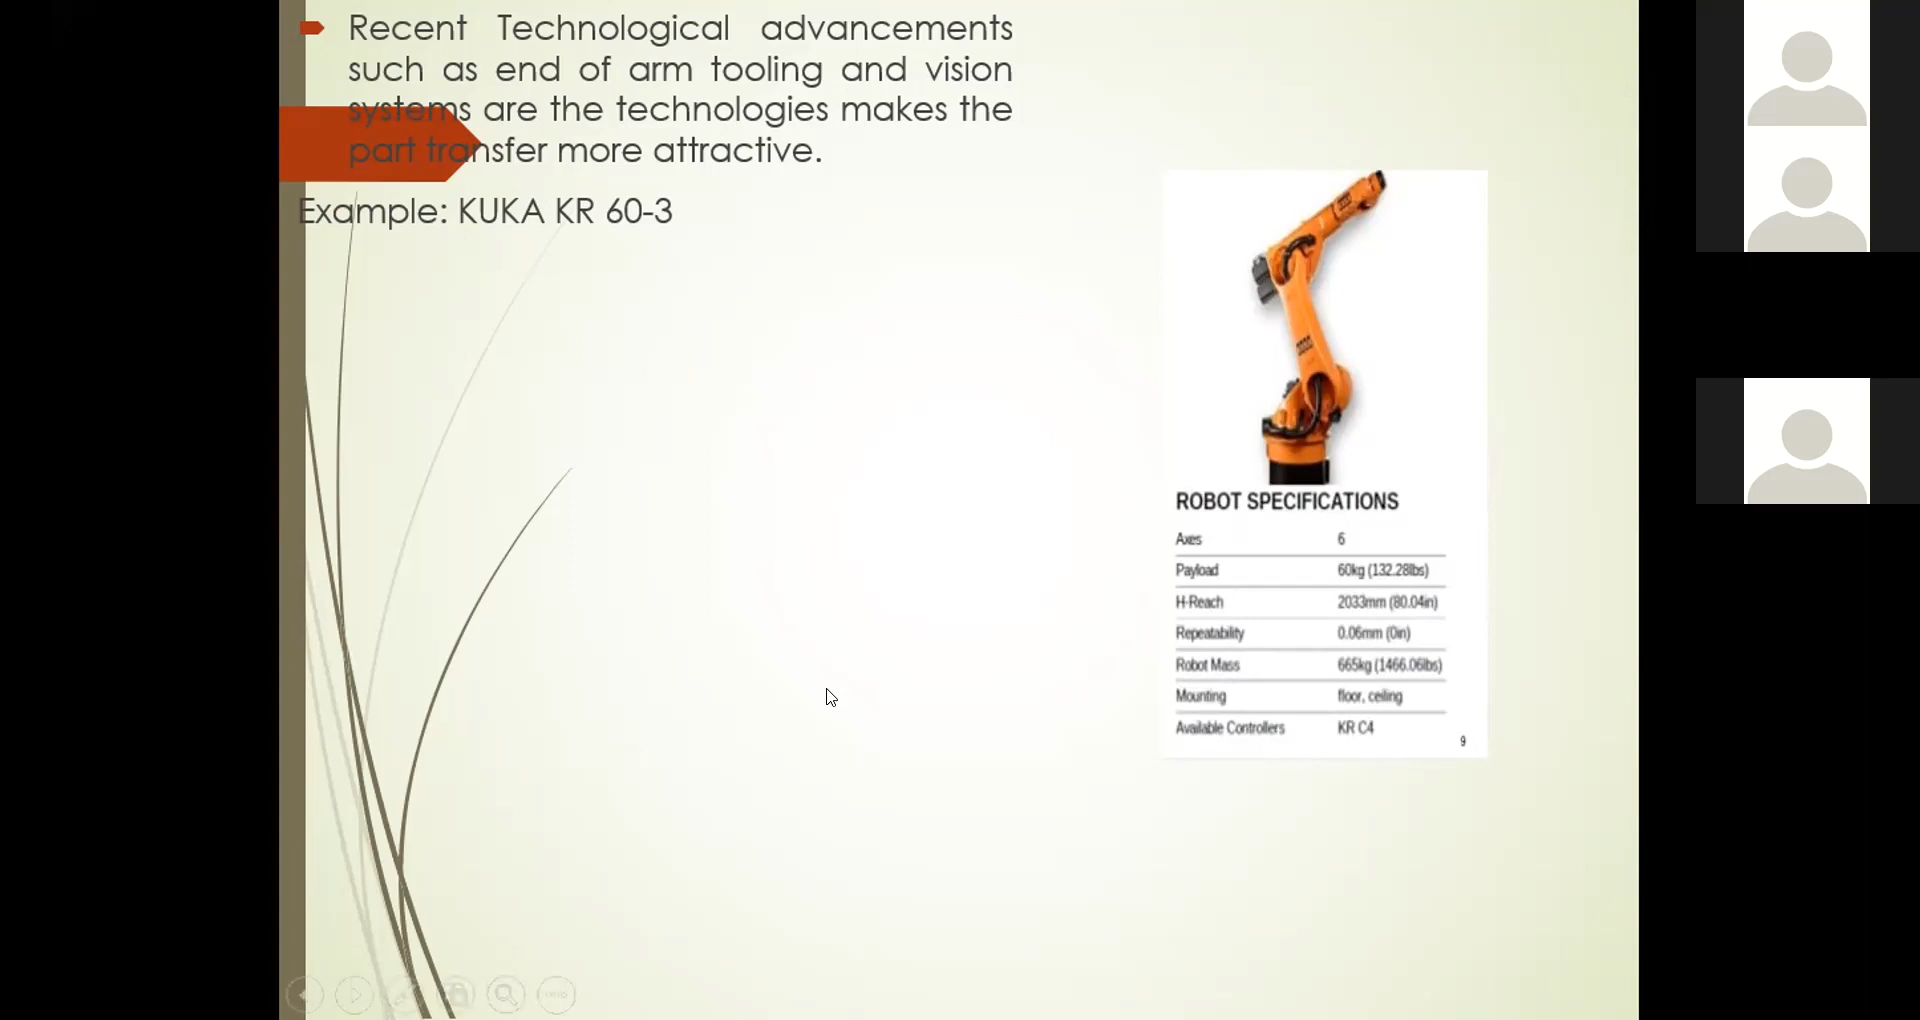 Recent Technological advancements
such as end of arm tooling and vision
systems are the technologies makes the
part transfer more attractive.
Example: KUKA KR 60-3
ROBOT SPECIFICATIONS
Axes 6
Payload 60kg (132.28lbs)
H-Reach 2033mm (80.04in)
Repeatability 0.06mm (0in)
Robot Mass 665kg (1466.06lbs)
Mounting floor, ceiling
Available Controllers KR C4
9